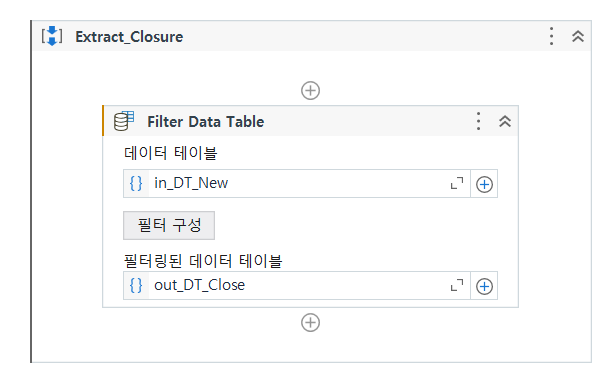 Extract_Closure
Filter Data Table
데이터 테이블
in_DT_New
필터 구성
필터링된 데이터 테이블
out_DT_Close